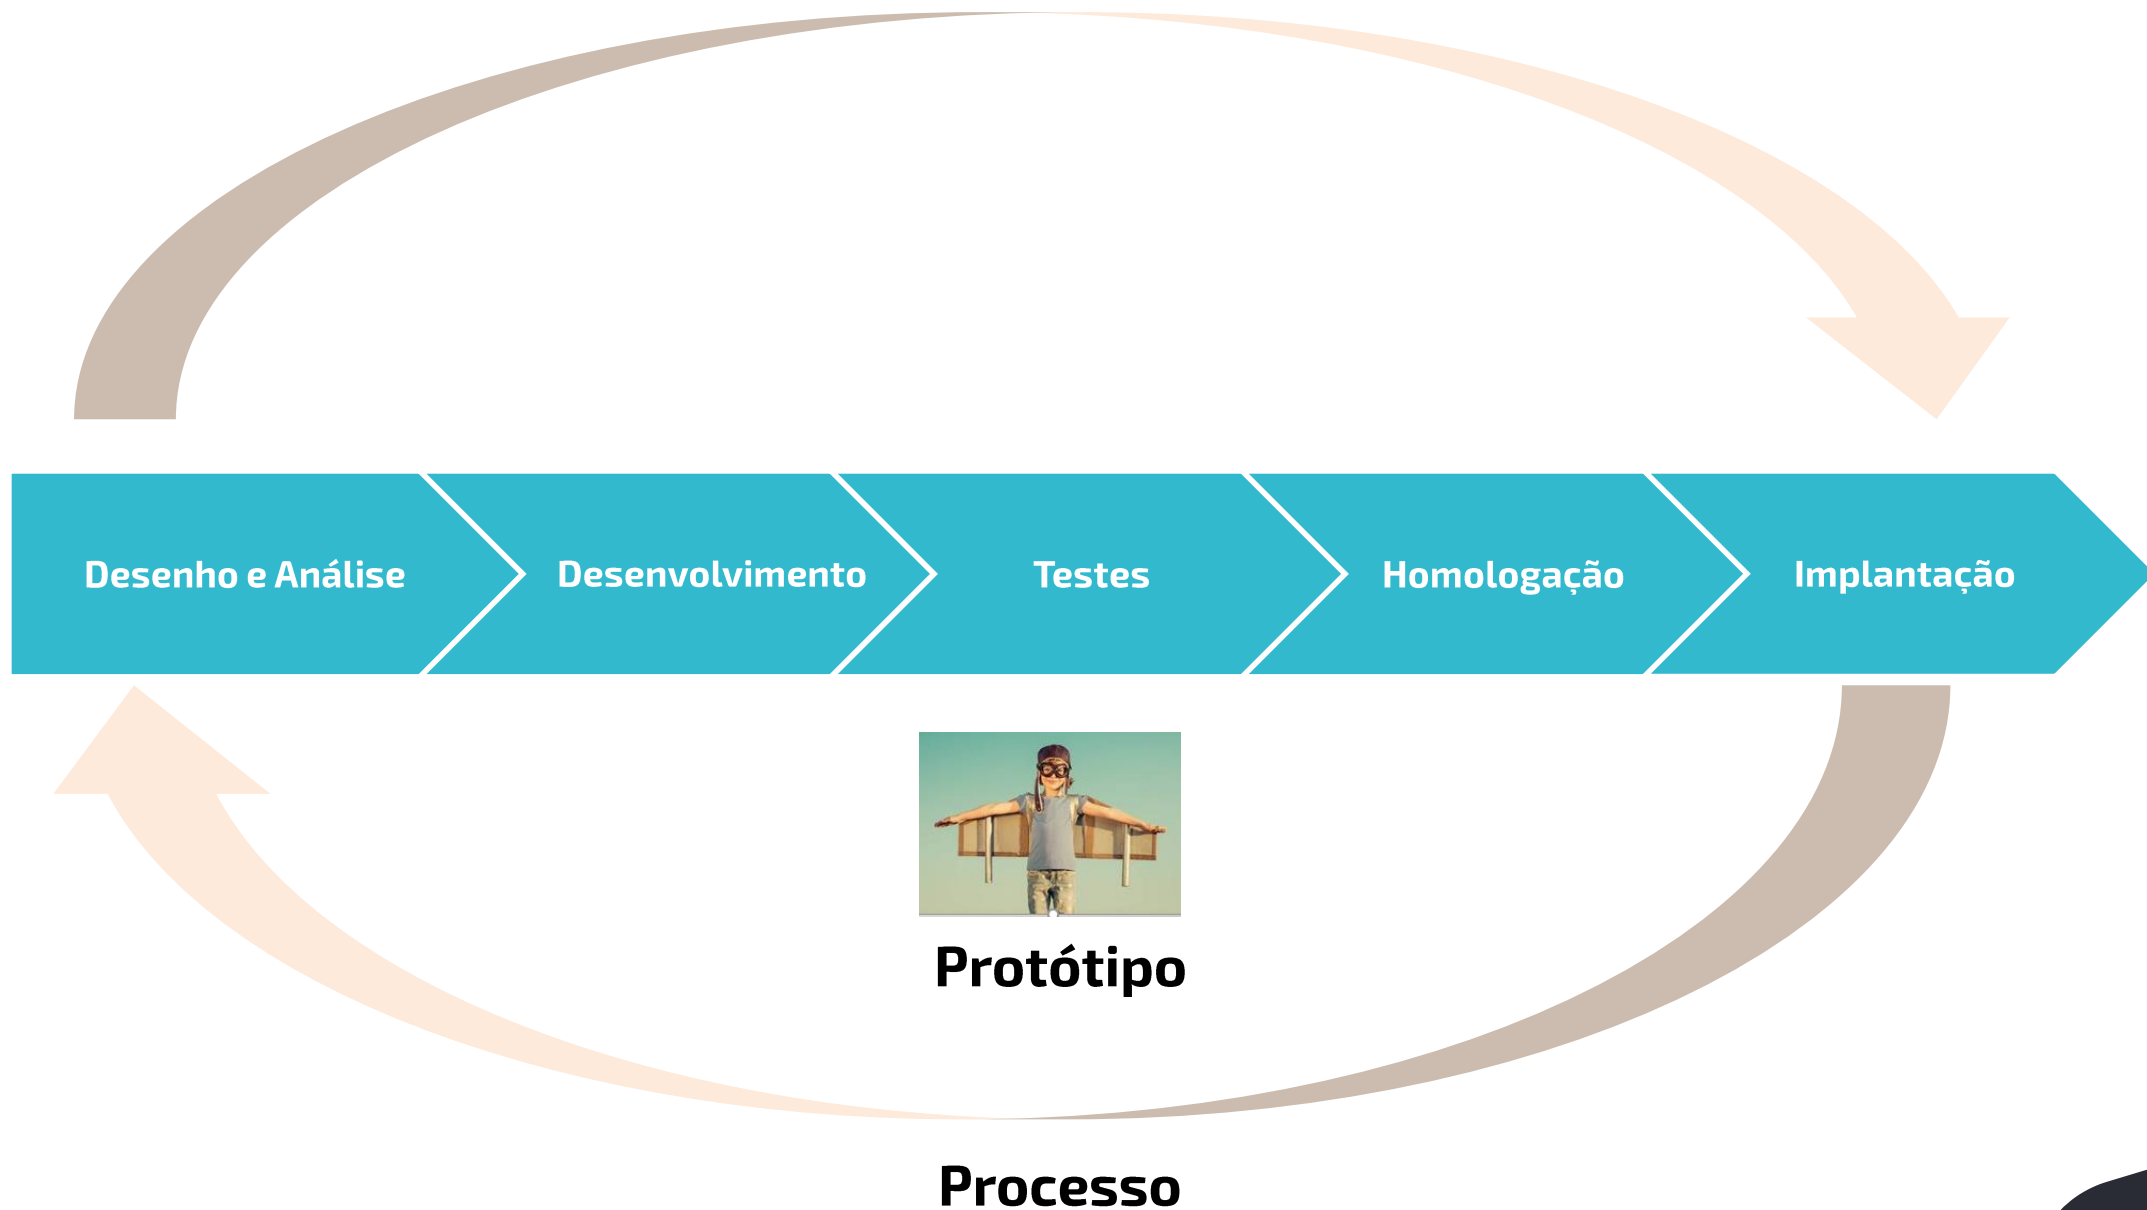 Desenho e Análise
Desenvolvimento
Testes
Homologação
Implantação
Protótipo
Processo